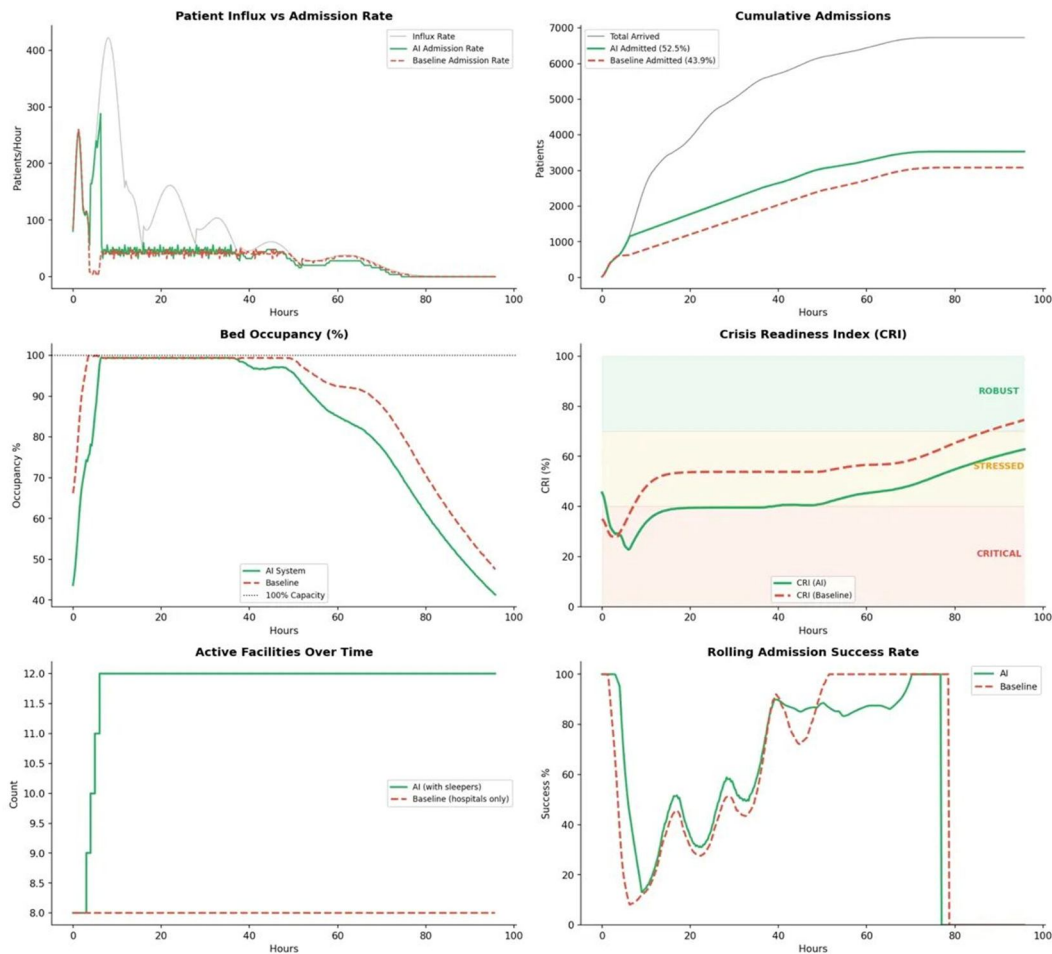 Patient Influx vs Admission Rate
Patients/Hour
400
300
200
100
0
Influx Rate
AI Admission Rate
Baseline Admission Rate
0 20 40 60 80 100
Hours
Cumulative Admissions
Patients
7000
6000
5000
4000
3000
2000
1000
0
Total Arrived
AI Admitted (52.5%)
Baseline Admitted (43.9%)
0 20 40 60 80 100
Hours
Bed Occupancy (%)
Occupancy %
100
90
80
70
60
50
40
AI System
Baseline
100% Capacity
0 20 40 60 80 100
Hours
Crisis Readiness Index (CRI)
CRI (%)
100
80
60
40
20
0
ROBUST
STRESSED
CRITICAL
CRI (AI)
CRI (Baseline)
0 20 40 60 80 100
Hours
Active Facilities Over Time
Count
12.0
11.5
11.0
10.5
10.0
9.5
9.0
8.5
8.0
AI (with sleepers)
Baseline (hospitals only)
0 20 40 60 80 100
Hours
Rolling Admission Success Rate
Success %
100
80
60
40
20
0
AI
Baseline
0 20 40 60 80 100
Hours